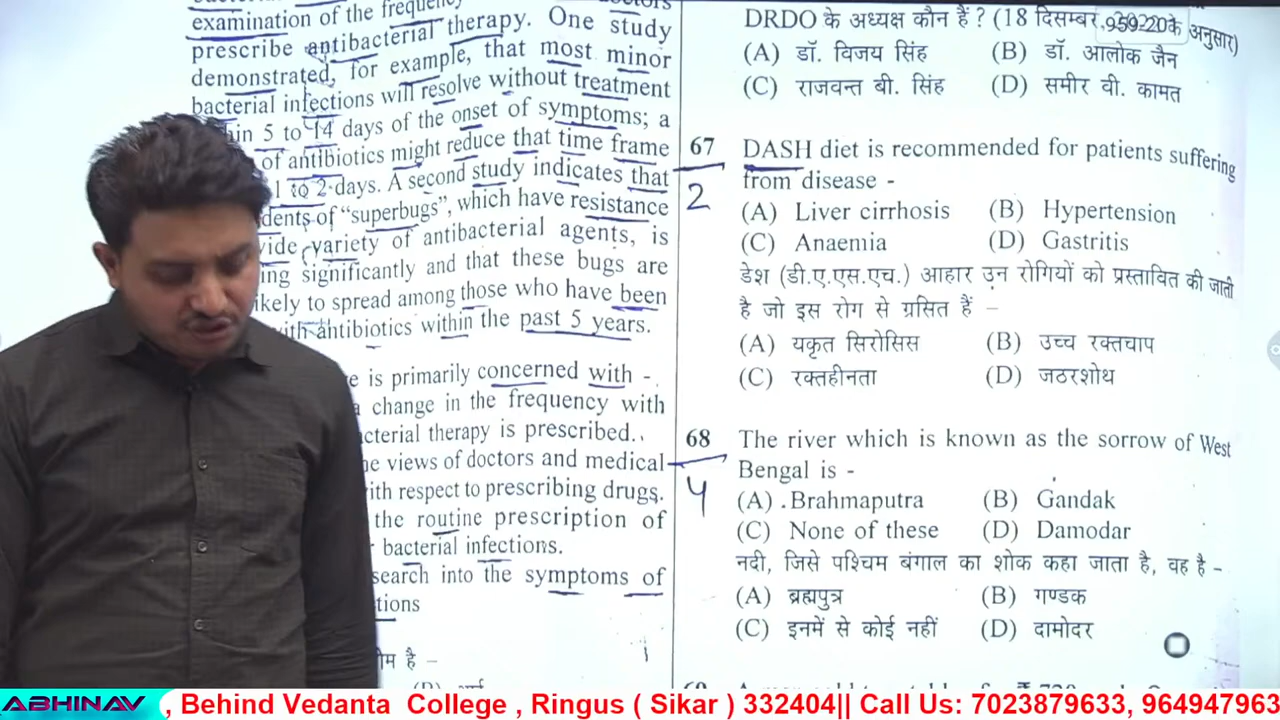 examination of the frequency
prescribe antibacterial therapy. One study
demonstrated, for example, that most minor
bacterial infections will resolve without treatment
5 to 14 days of the onset of symptoms; a
of antibiotics might reduce that time frame
1 to 2 days. A second study indicates that
of “superbugs”, which have resistance
variety of antibacterial agents, is
significantly and that these bugs are
likely to spread among those who have been
with antibiotics within the past 5 years.
is primarily concerned with -
change in the frequency with
therapy is prescribed.
views of doctors and medical
with respect to prescribing drugs.
the routine prescription of
bacterial infections.
into the symptoms of
है –
DRDO के अध्यक्ष कौन हैं ? (18 दिसम्बर के अनुसार)
(A) डॉ. विजय सिंह (B) डॉ. आलोक जैन
(C) राजवन्त बी. सिंह (D) समीर वी. कामत
67 DASH diet is recommended for patients suffering
from disease -
2
(A) Liver cirrhosis (B) Hypertension
(C) Anaemia (D) Gastritis
डेश (डी.ए.एस.एच.) आहार उन रोगियों को प्रस्तावित की जाती
है जो इस रोग से ग्रसित हैं –
(A) यकृत सिरोसिस (B) उच्च रक्तचाप
(C) रक्तहीनता (D) जठरशोथ
68 The river which is known as the sorrow of West
Bengal is -
4
(A) Brahmaputra (B) Gandak
(C) None of these (D) Damodar
नदी, जिसे पश्चिम बंगाल का शोक कहा जाता है, वह है –
(A) ब्रह्मपुत्र (B) गण्डक
(C) इनमें से कोई नहीं (D) दामोदर
ABHINAV , Behind Vedanta College , Ringus ( Sikar ) 332404|| Call Us: 7023879633, 964947963